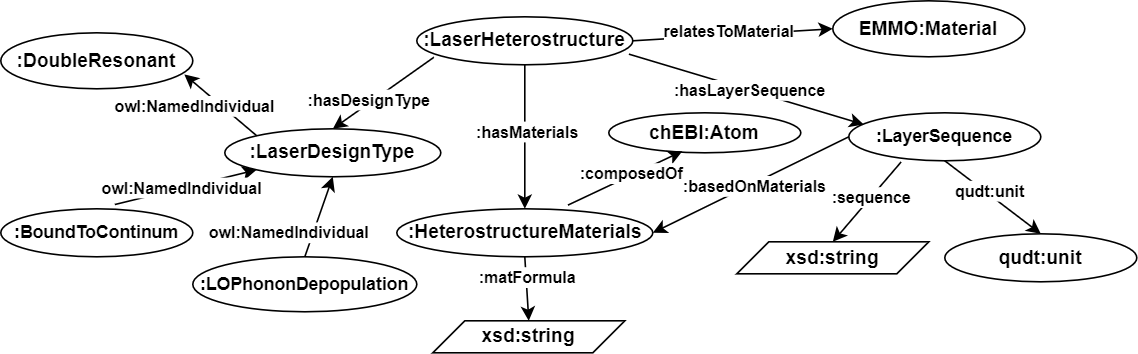 :LaserHeterostructure
relatesToMaterial
EMMO:Material
:DoubleResonant
owl:NamedIndividual
:hasDesignType
:hasLayerSequence
:hasMaterials
chEBI:Atom
:LayerSequence
:LaserDesignType
:composedOf
:basedOnMaterials
owl:NamedIndividual
:sequence
qudt:unit
:BoundToContinum
owl:NamedIndividual
:HeterostructureMaterials
xsd:string
qudt:unit
:LOPhononDepopulation
:matFormula
xsd:string